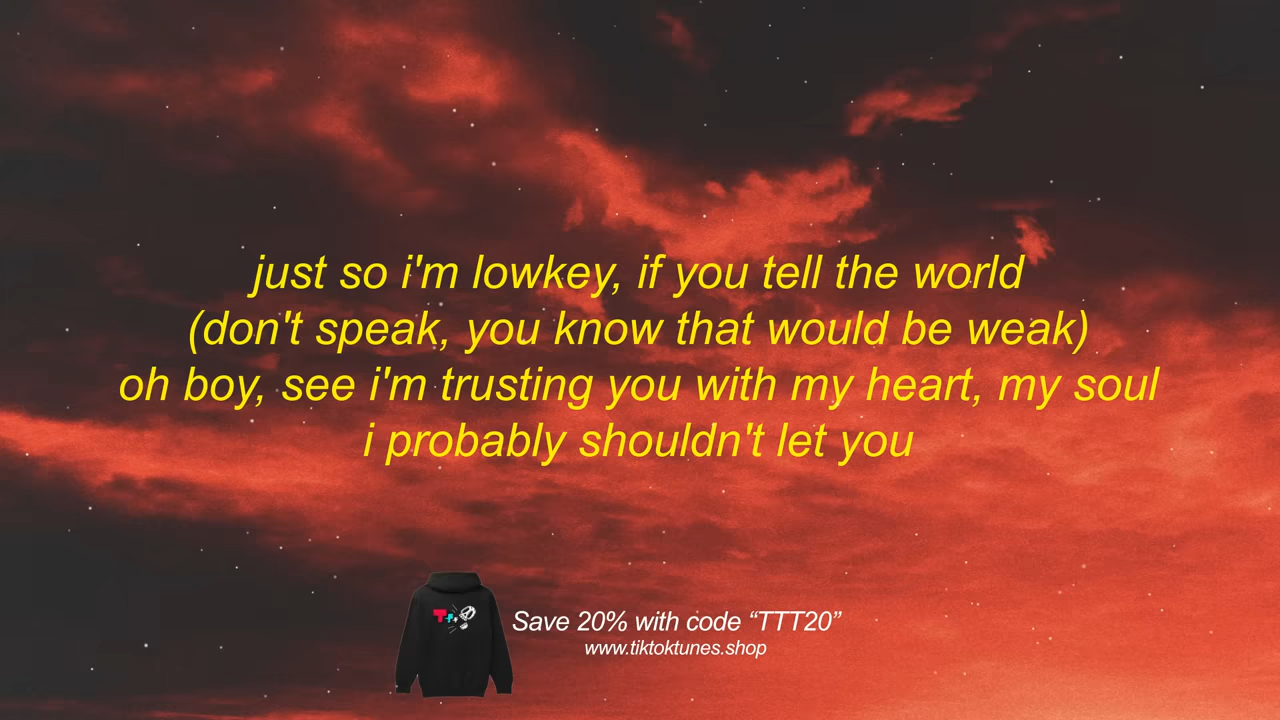 just so i'm lowkey, if you tell the world
(don't speak, you know that would be weak)
oh boy, see i'm trusting you with my heart, my soul
i probably shouldn't let you
Save 20% with code “TTT20”
www.tiktoktunes.shop